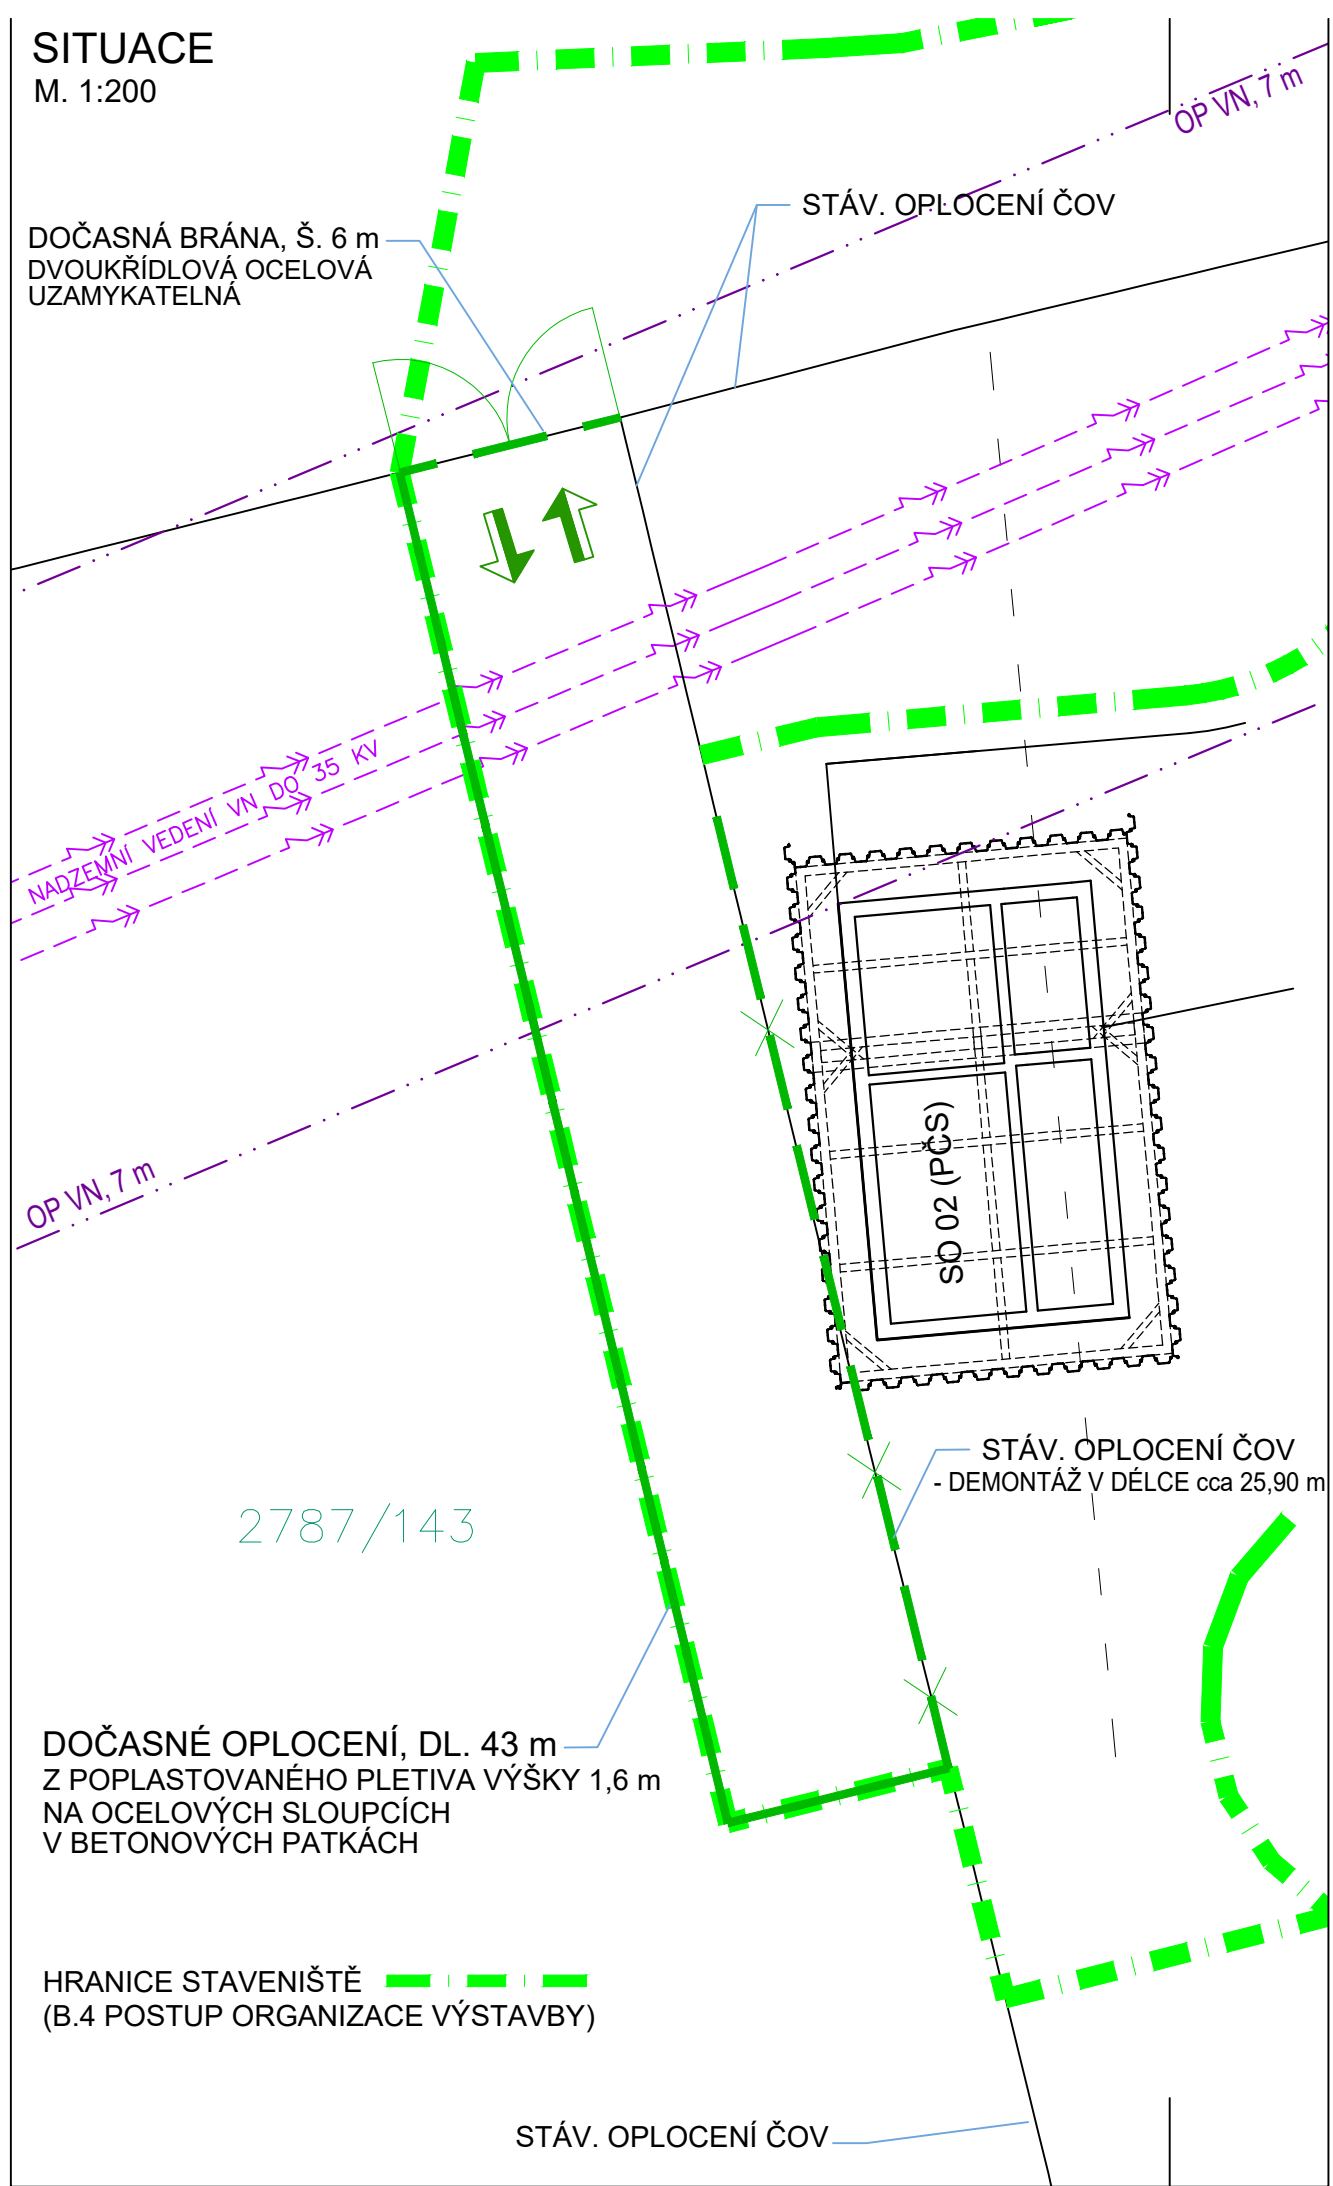 SITUACE
M. 1:200
OP VN, 7 m
STÁV. OPLOCENÍ ČOV
DOČASNÁ BRÁNA, Š. 6 m
DVOUKŘÍDLOVÁ OCELOVÁ
UZAMYKATELNÁ
NADZEMNÍ VEDENÍ VN DO 35 KV
OP VN, 7 m
SO 02 (PČS)
STÁV. OPLOCENÍ ČOV
- DEMONTÁŽ V DÉLCE cca 25,90 m
2787/143
DOČASNÉ OPLOCENÍ, DL. 43 m
Z POPLASTOVANÉHO PLETIVA VÝŠKY 1,6 m
NA OCELOVÝCH SLOUPCÍCH
V BETONOVÝCH PATKÁCH
HRANICE STAVENIŠTĚ
(B.4 POSTUP ORGANIZACE VÝSTAVBY)
STÁV. OPLOCENÍ ČOV